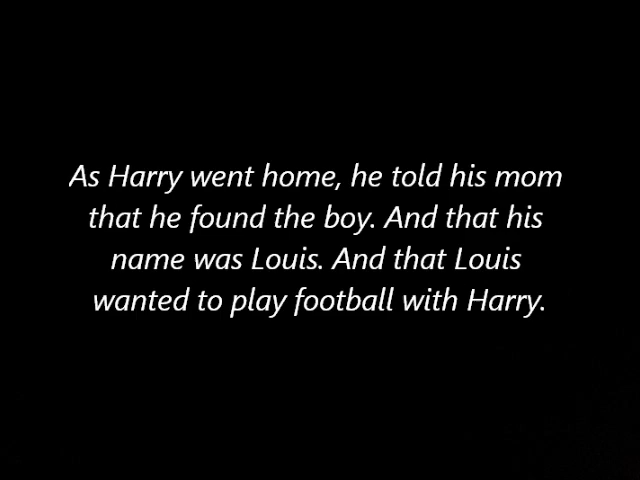 As Harry went home, he told his mom
that he found the boy. And that his
name was Louis. And that Louis
wanted to play football with Harry.